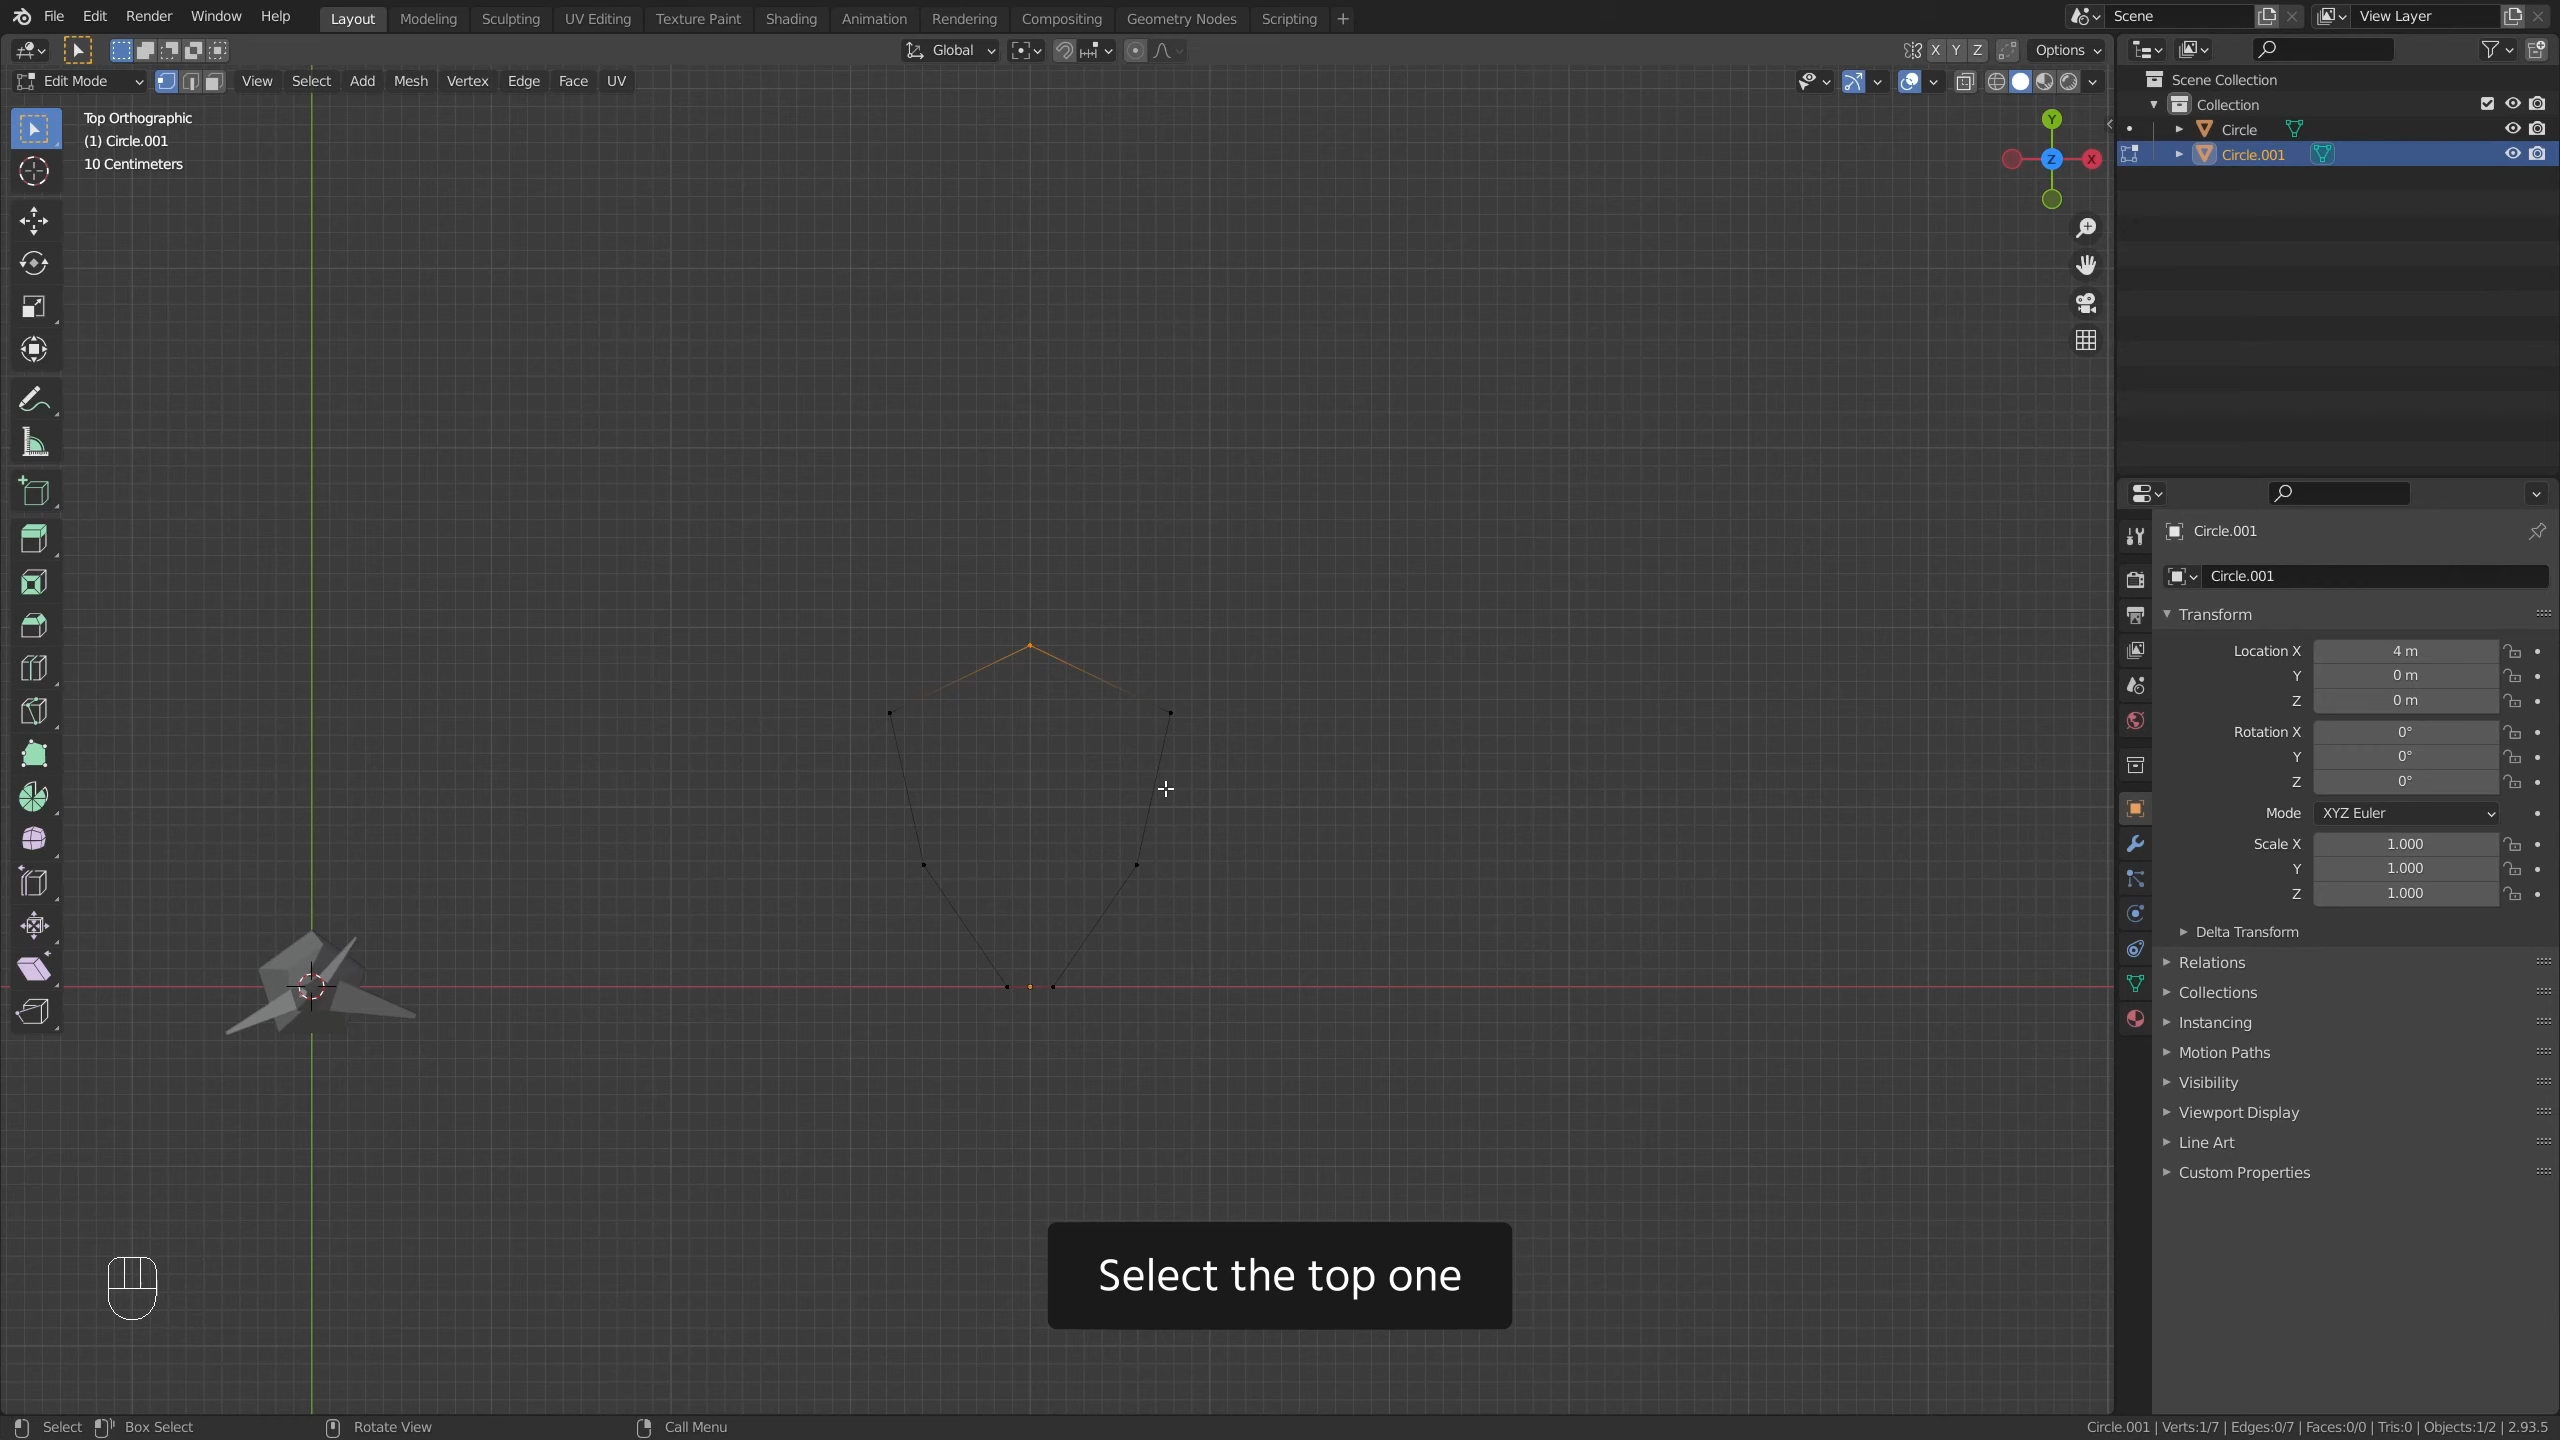 File Edit Render Window Help Layout Modeling Sculpting UV Editing Texture Paint Shading Animation Rendering Compositing Geometry Nodes Scripting + Scene View Layer
Global X Y Z Options
Edit Mode View Select Add Mesh Vertex Edge Face UV
Top Orthographic
(1) Circle.001
10 Centimeters
Y
Z
X
Scene Collection
Collection
Circle
Circle.001
Circle.001
Circle.001
Transform
Location X 4 m
Y 0 m
Z 0 m
Rotation X 0°
Y 0°
Z 0°
Mode XYZ Euler
Scale X 1.000
Y 1.000
Z 1.000
Delta Transform
Relations
Collections
Instancing
Motion Paths
Visibility
Viewport Display
Line Art
Custom Properties
Select the top one
Select Box Select Rotate View Call Menu Circle.001 | Verts:1/7 | Edges:0/7 | Faces:0/0 | Tris:0 | Objects:1/2 | 2.93.5